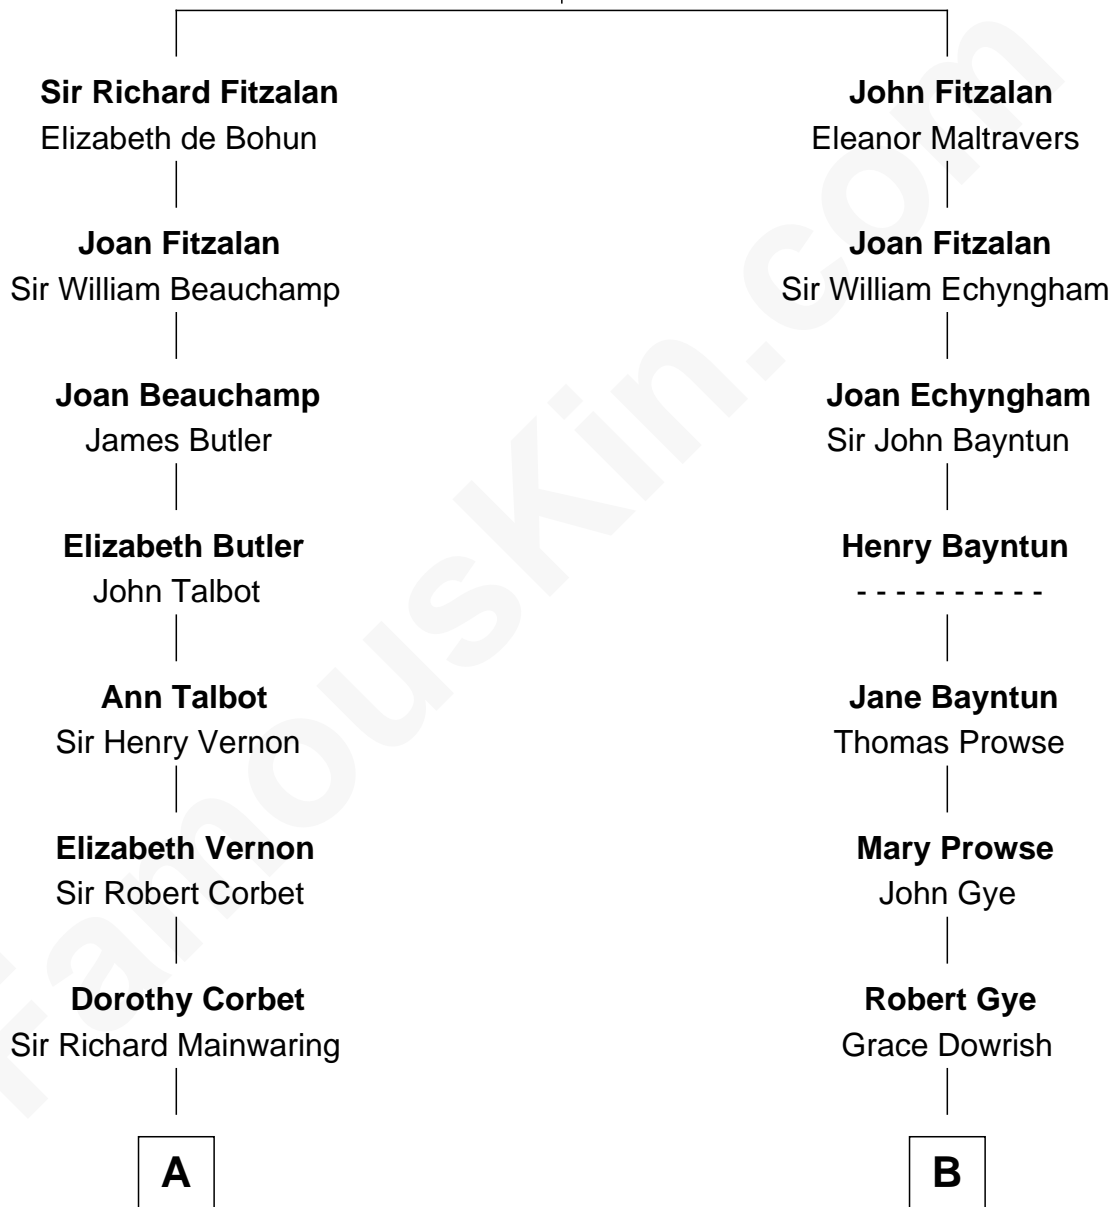 Sir Richard Fitzalan
Elizabeth de Bohun
John Fitzalan
Eleanor Maltravers
Joan Fitzalan
Sir William Beauchamp
Joan Fitzalan
Sir William Echyngham
Joan Beauchamp
James Butler
Joan Echyngham
Sir John Bayntun
Elizabeth Butler
John Talbot
Henry Bayntun
- - - - - - - - - -
Ann Talbot
Sir Henry Vernon
Jane Bayntun
Thomas Prowse
Elizabeth Vernon
Sir Robert Corbet
Mary Prowse
John Gye
Dorothy Corbet
Sir Richard Mainwaring
Robert Gye
Grace Dowrish
A
B
FamousKin.com